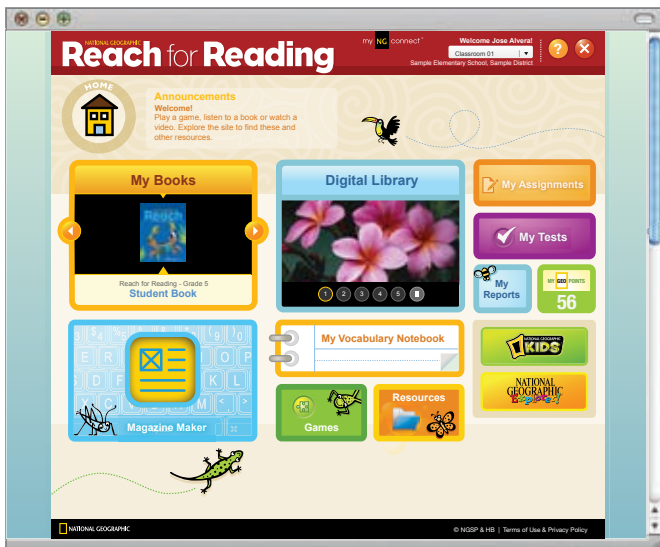 NATIONAL GEOGRAPHIC
Reach for Reading
my NG connect™
Welcome Jose Alvera!
Classroom 01
Sample Elementary School, Sample District
?
HOME
Announcements
Welcome!
Play a game, listen to a book or watch a
video. Explore the site to find these and
other resources.
My Books
Reach
Reach for Reading - Grade 5
Student Book
Digital Library
1 2 3 4 5
My Assignments
My Tests
My
Reports
MY GEO POINTS
56
Magazine Maker
My Vocabulary Notebook
Games
Resources
NATIONAL GEOGRAPHIC
KIDS
NATIONAL
GEOGRAPHIC
Explorer!
NATIONAL GEOGRAPHIC
© NGSP & HB | Terms of Use & Privacy Policy